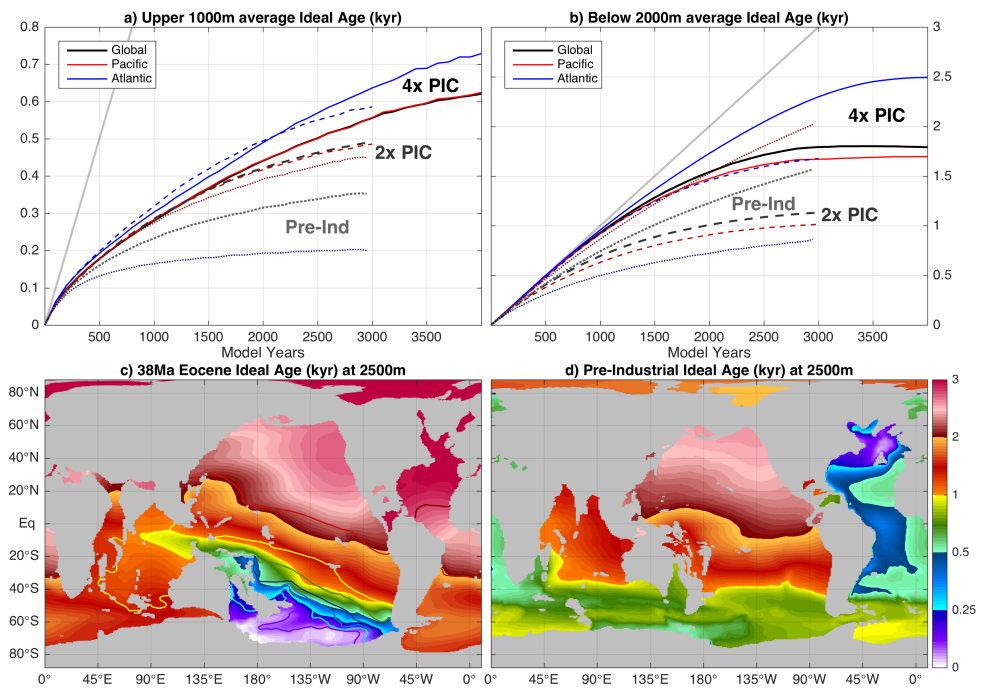 a) Upper 1000m average Ideal Age (kyr)
0.8
0.7
0.6
0.5
0.4
0.3
0.2
0.1
0
Global
Pacific
Atlantic
4x PIC
2x PIC
Pre-Ind
500 1000 1500 2000 2500 3000 3500
Model Years
b) Below 2000m average Ideal Age (kyr)
3
2.5
2
1.5
1
0.5
0
Global
Pacific
Atlantic
4x PIC
Pre-Ind
2x PIC
500 1000 1500 2000 2500 3000 3500
Model Years
c) 38Ma Eocene Ideal Age (kyr) at 2500m
80°N
60°N
40°N
20°N
Eq
20°S
40°S
60°S
80°S
0° 45°E 90°E 135°E 180° 135°W 90°W 45°W 0°
d) Pre-Industrial Ideal Age (kyr) at 2500m
0° 45°E 90°E 135°E 180° 135°W 90°W 45°W 0°
3
2
1
0.5
0.25
0